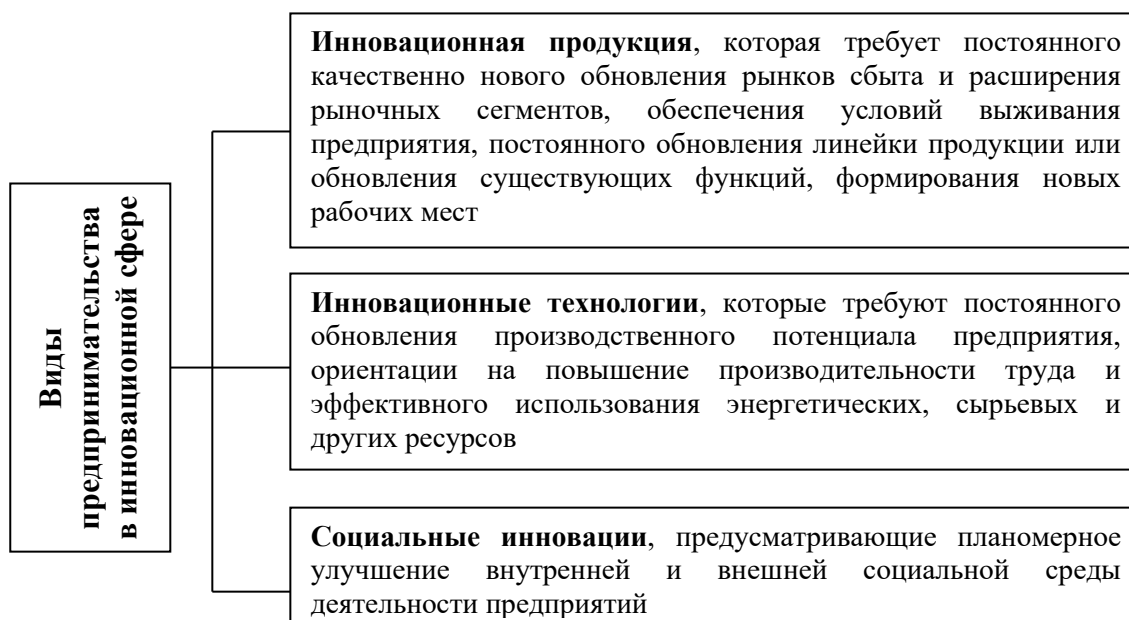 Виды
предпринимательства
в инновационной сфере
Инновационная продукция, которая требует постоянного
качественно нового обновления рынков сбыта и расширения
рыночных сегментов, обеспечения условий выживания
предприятия, постоянного обновления линейки продукции или
обновления существующих функций, формирования новых
рабочих мест
Инновационные технологии, которые требуют постоянного
обновления производственного потенциала предприятия,
ориентации на повышение производительности труда и
эффективного использования энергетических, сырьевых и
других ресурсов
Социальные инновации, предусматривающие планомерное
улучшение внутренней и внешней социальной среды
деятельности предприятий